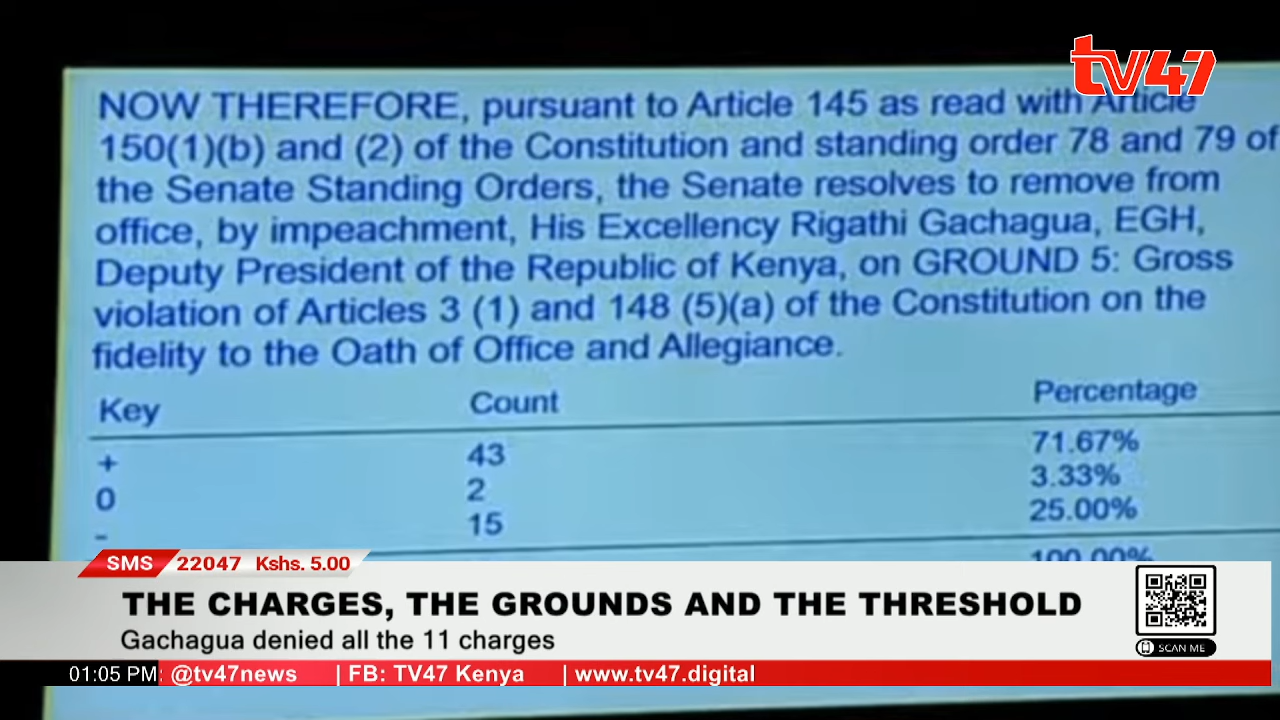 tv47
NOW THEREFORE, pursuant to Article 145 as read with Article
150(1)(b) and (2) of the Constitution and standing order 78 and 79 of
the Senate Standing Orders, the Senate resolves to remove from
office, by impeachment, His Excellency Rigathi Gachagua, EGH,
Deputy President of the Republic of Kenya, on GROUND 5: Gross
violation of Articles 3 (1) and 148 (5)(a) of the Constitution on the
fidelity to the Oath of Office and Allegiance.
Key Count Percentage
+ 43 71.67%
0 2 3.33%
- 15 25.00%
100.00%
SMS 22047 Kshs. 5.00
THE CHARGES, THE GROUNDS AND THE THRESHOLD
Gachagua denied all the 11 charges
SCAN ME
01:05 PM @tv47news | FB: TV47 Kenya | www.tv47.digital